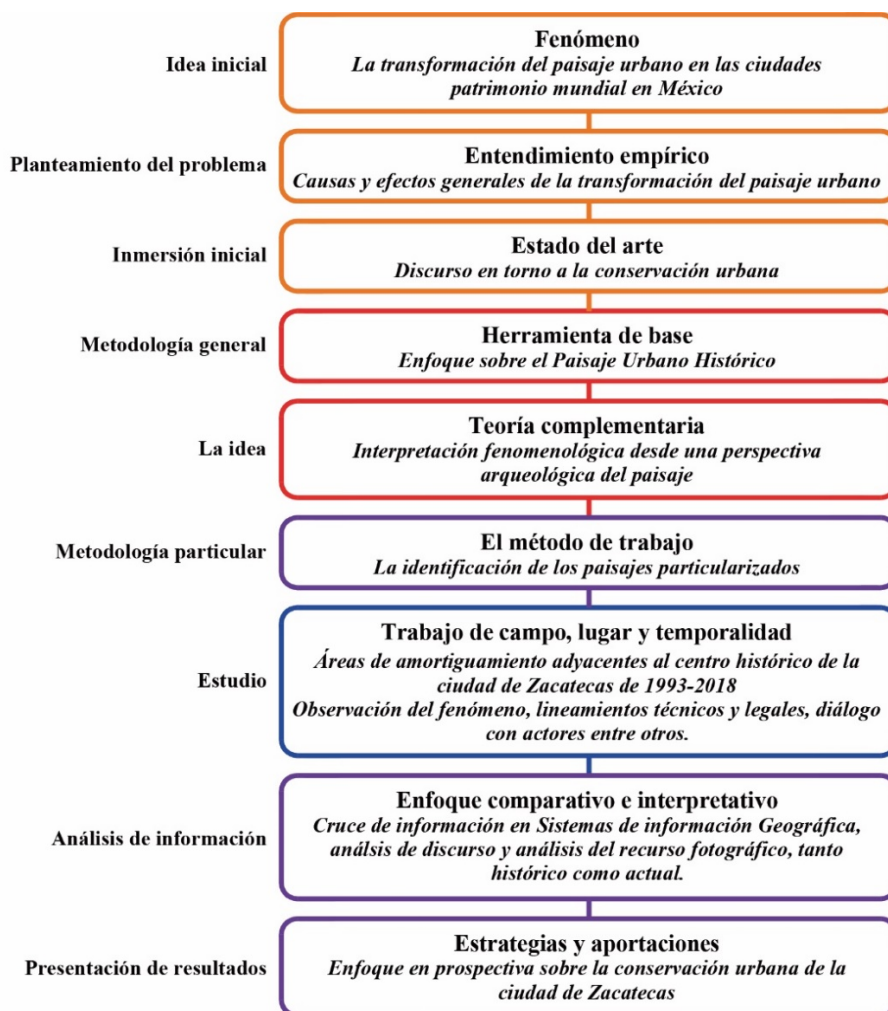 Idea inicial
Fenómeno
La transformación del paisaje urbano en las ciudades
patrimonio mundial en México
Planteamiento del problema
Entendimiento empírico
Causas y efectos generales de la transformación del paisaje urbano
Inmersión inicial
Estado del arte
Discurso en torno a la conservación urbana
Metodología general
Herramienta de base
Enfoque sobre el Paisaje Urbano Histórico
La idea
Teoría complementaria
Interpretación fenomenológica desde una perspectiva
arqueológica del paisaje
Metodología particular
El método de trabajo
La identificación de los paisajes particularizados
Estudio
Trabajo de campo, lugar y temporalidad
Áreas de amortiguamiento adyacentes al centro histórico de la
ciudad de Zacatecas de 1993-2018
Observación del fenómeno, lineamientos técnicos y legales, diálogo
con actores entre otros.
Análisis de información
Enfoque comparativo e interpretativo
Cruce de información en Sistemas de información Geográfica,
análsis de discurso y análisis del recurso fotográfico, tanto
histórico como actual.
Presentación de resultados
Estrategias y aportaciones
Enfoque en prospectiva sobre la conservación urbana de la
ciudad de Zacatecas